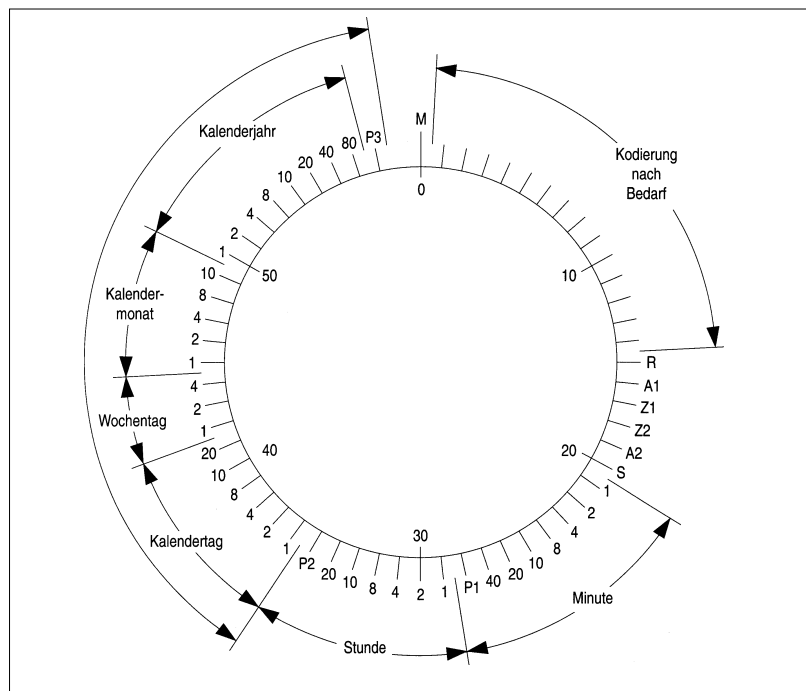 M
0
Kodierung
nach
Bedarf
10
R
A1
Z1
Z2
A2
20
S
1
2
4
8
10
20
40
P1
Minute
30
1
2
4
8
10
20
P2
Stunde
1
2
4
8
10
20
Kalendertag
40
1
2
4
Wochentag
1
2
4
8
10
Kalender-
monat
50
1
2
4
8
10
20
40
80
Kalenderjahr
P3